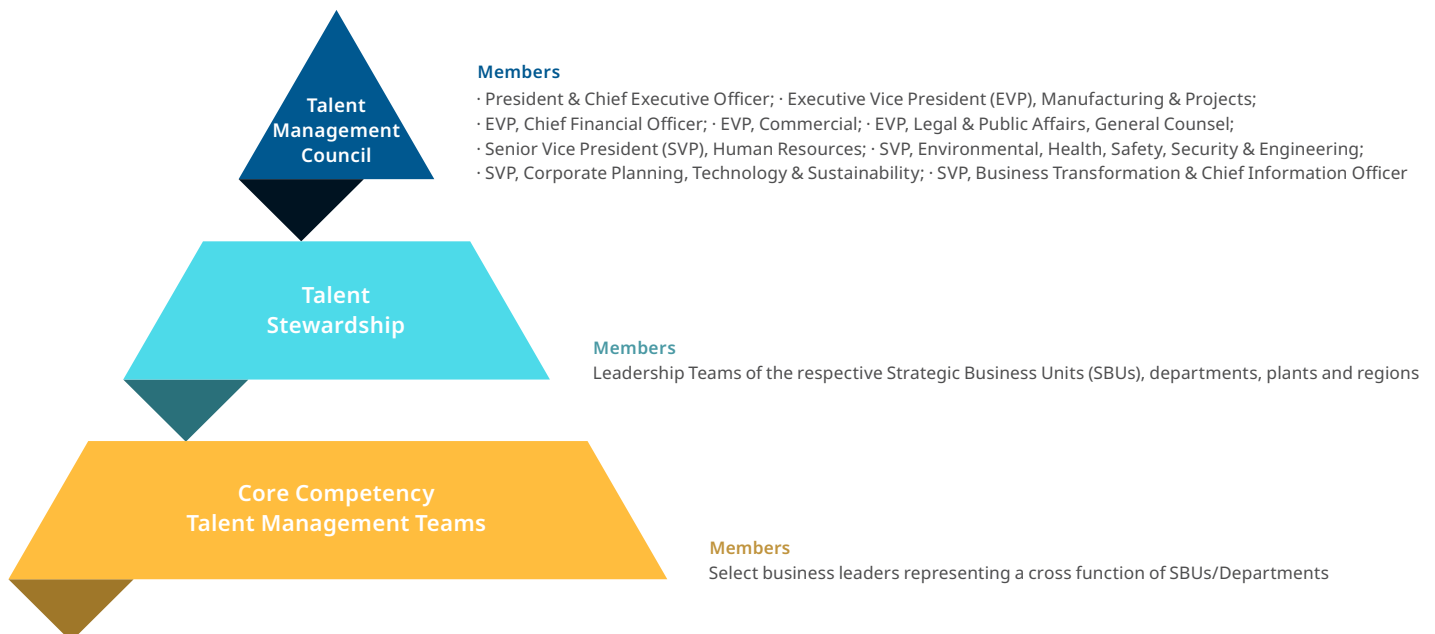 Talent
Management
Council
Members
· President & Chief Executive Officer; · Executive Vice President (EVP), Manufacturing & Projects;
· EVP, Chief Financial Officer; · EVP, Commercial; · EVP, Legal & Public Affairs, General Counsel;
· Senior Vice President (SVP), Human Resources; · SVP, Environmental, Health, Safety, Security & Engineering;
· SVP, Corporate Planning, Technology & Sustainability; · SVP, Business Transformation & Chief Information Officer
Talent
Stewardship
Members
Leadership Teams of the respective Strategic Business Units (SBUs), departments, plants and regions
Core Competency
Talent Management Teams
Members
Select business leaders representing a cross function of SBUs/Departments